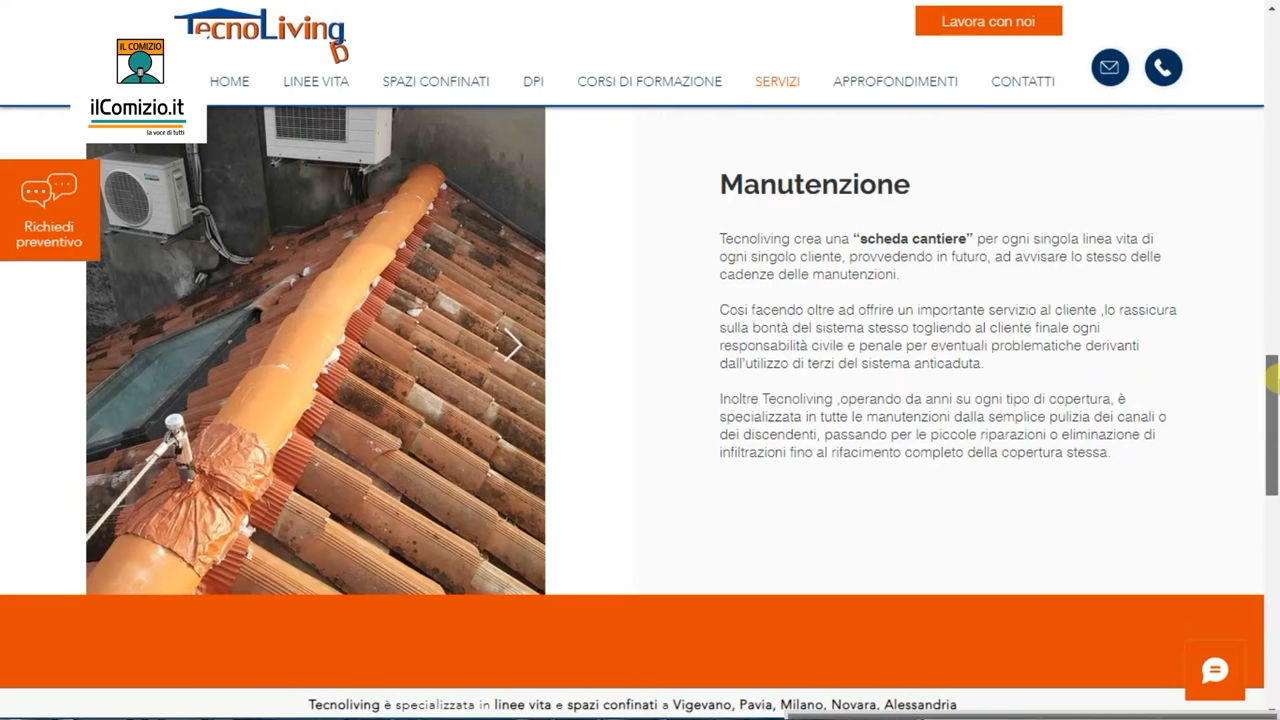 TecnoLiving
Lavora con noi
IL COMIZIO
ilComizio.it
la voce di tutti
HOME LINEE VITA SPAZI CONFINATI DPI CORSI DI FORMAZIONE SERVIZI APPROFONDIMENTI CONTATTI
Richiedi
preventivo
Manutenzione
Tecnoliving crea una “scheda cantiere” per ogni singola linea vita di
ogni singolo cliente, provvedendo in futuro, ad avvisare lo stesso delle
cadenze delle manutenzioni.
Cosi facendo oltre ad offrire un importante servizio al cliente ,lo rassicura
sulla bontà del sistema stesso togliendo al cliente finale ogni
responsabilità civile e penale per eventuali problematiche derivanti
dall'utilizzo di terzi del sistema anticaduta.
Inoltre Tecnoliving ,operando da anni su ogni tipo di copertura, è
specializzata in tutte le manutenzioni dalla semplice pulizia dei canali o
dei discendenti, passando per le piccole riparazioni o eliminazione di
infiltrazioni fino al rifacimento completo della copertura stessa.
Tecnoliving è specializzata in linee vita e spazi confinati a Vigevano, Pavia, Milano, Novara, Alessandria